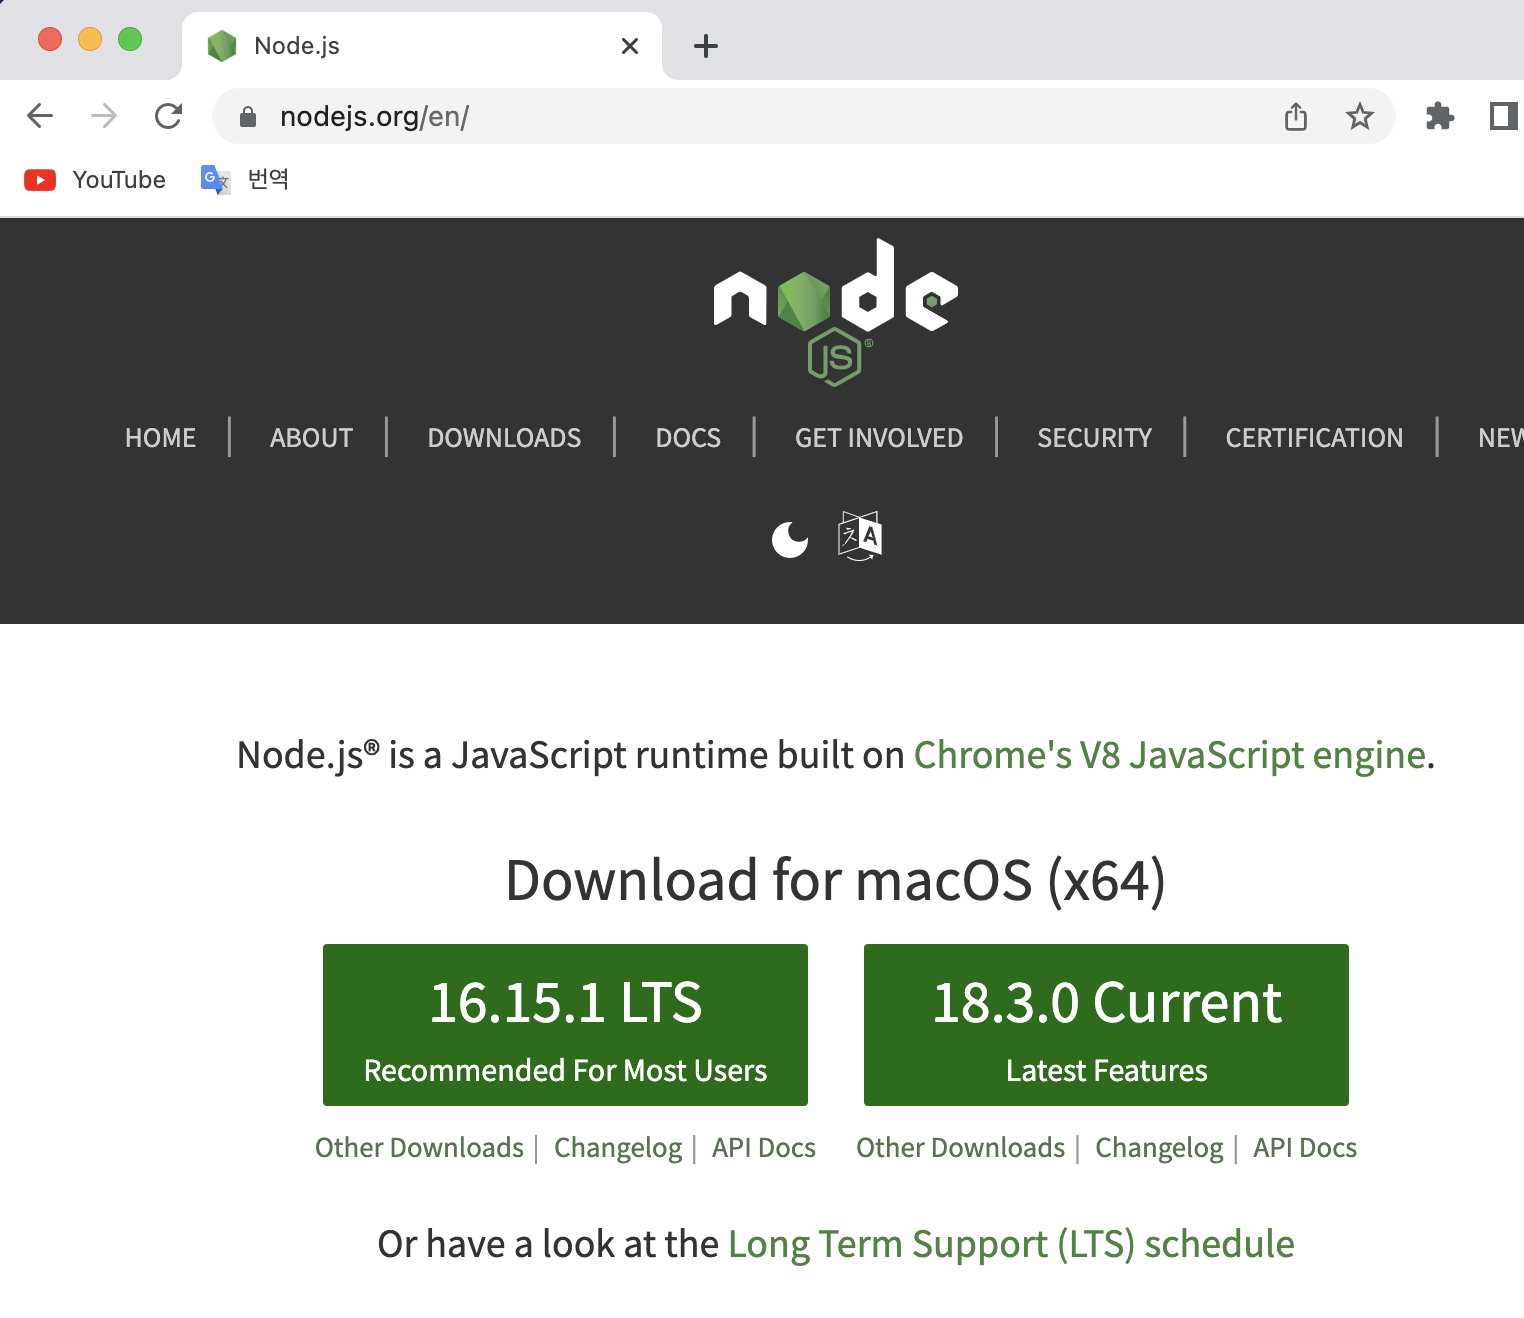 Node.js
nodejs.org/en/
YouTube 번역
node
JS®
HOME | ABOUT | DOWNLOADS | DOCS | GET INVOLVED | SECURITY | CERTIFICATION | NEW
Node.js® is a JavaScript runtime built on Chrome's V8 JavaScript engine.
Download for macOS (x64)
16.15.1 LTS 18.3.0 Current
Recommended For Most Users Latest Features
Other Downloads | Changelog | API Docs Other Downloads | Changelog | API Docs
Or have a look at the Long Term Support (LTS) schedule